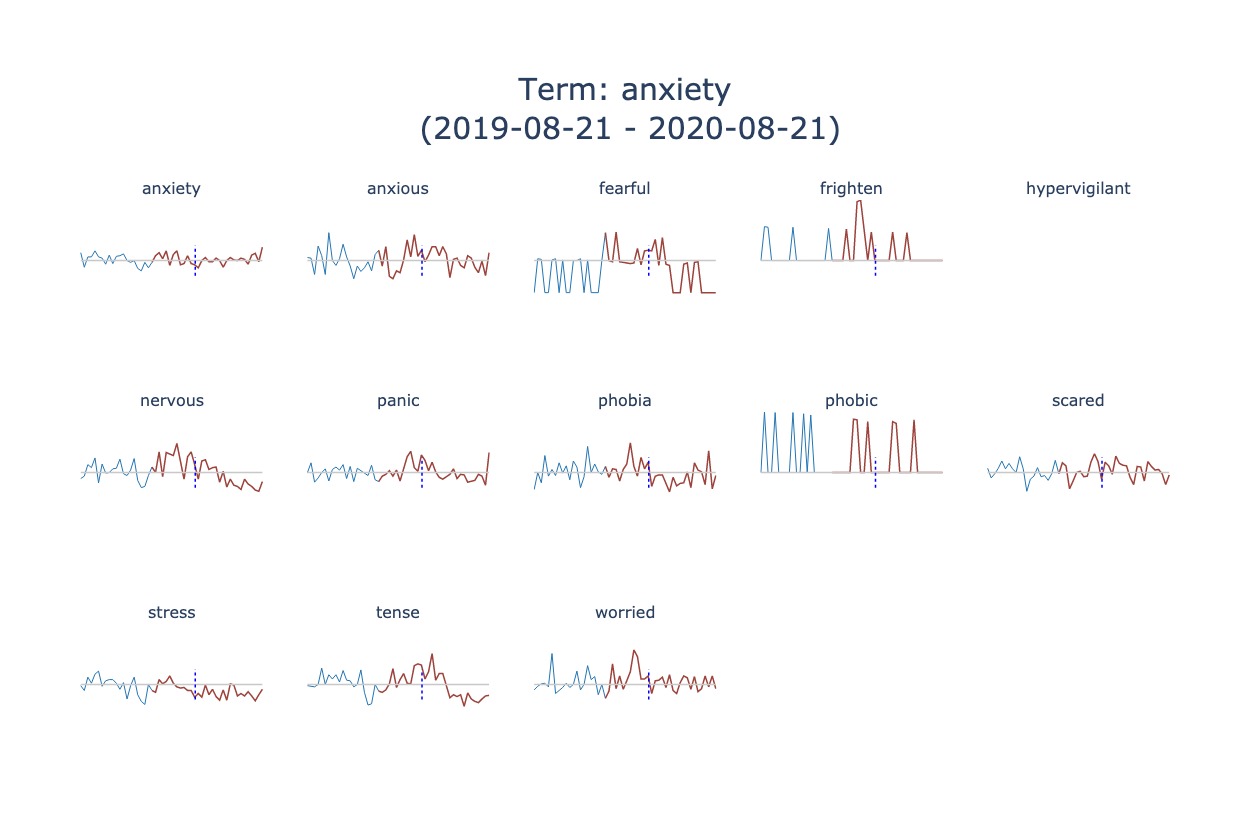 Term: anxiety
(2019-08-21 - 2020-08-21)
anxiety
anxious
fearful
frighten
hypervigilant
nervous
panic
phobia
phobic
scared
stress
tense
worried